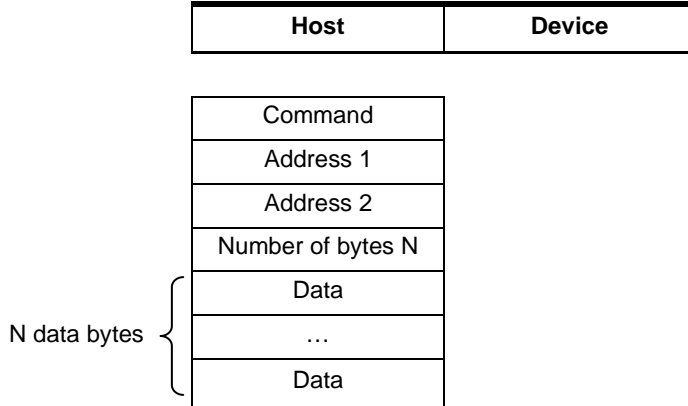 Host Device
Command
Address 1
Address 2
Number of bytes N
Data
N data bytes …
Data